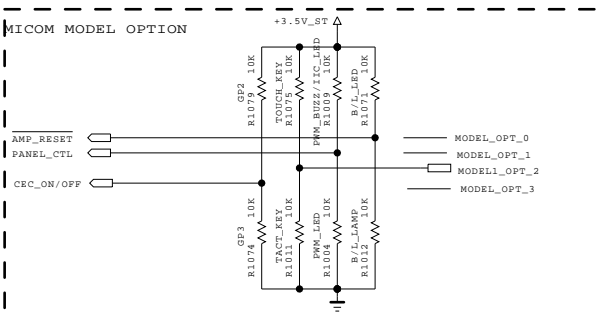 MICOM MODEL OPTION
+3.5V_ST
GP2
R1079 10K
TOUCH_KEY
R1075 10K
PWM_BUZZ/IIC_LED
R1009 10K
B/L_LED
R1071 10K
AMP_RESET
PANEL_CTL
CEC_ON/OFF
MODEL_OPT_0
MODEL_OPT_1
MODEL1_OPT_2
MODEL_OPT_3
GP3
R1074 10K
TACT_KEY
R1011 10K
PWM_LED
R1004 10K
B/L_LAMP
R1012 10K